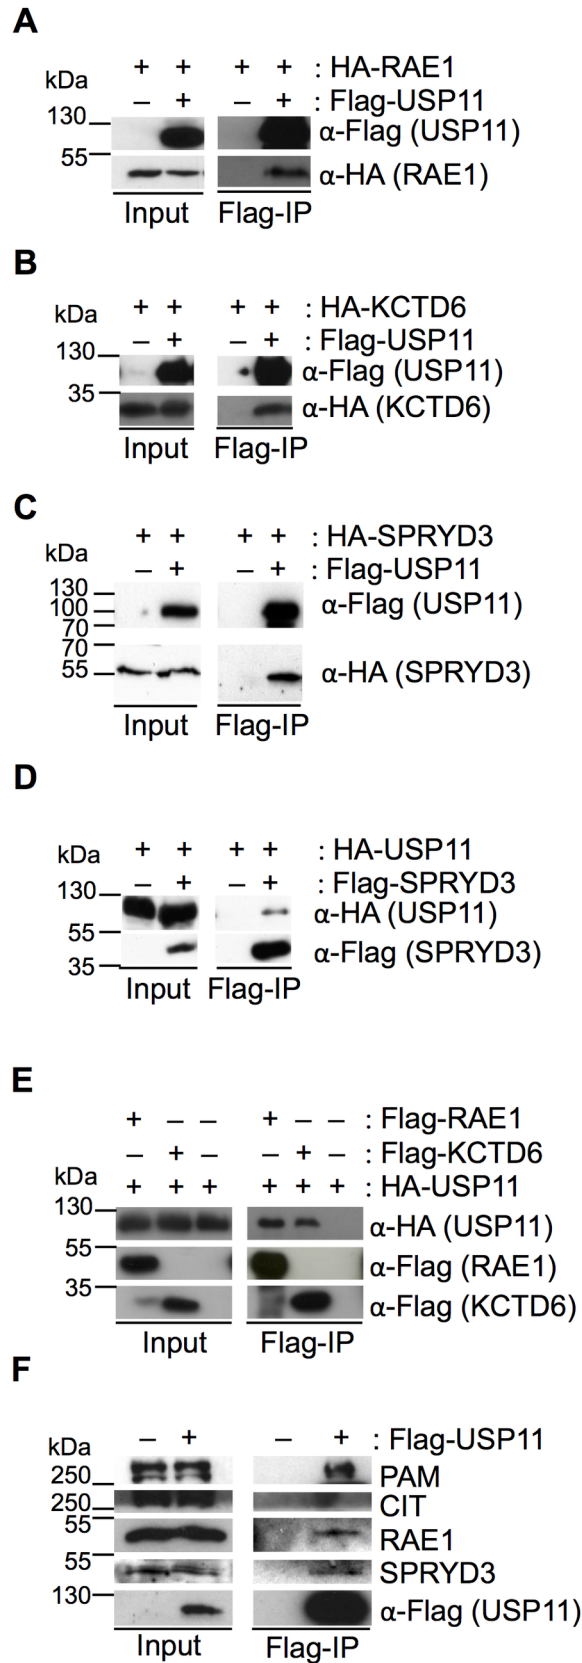 A
+ + + + : HA-RAE1
kDa
– + – + : Flag-USP11
130
α-Flag (USP11)
55
α-HA (RAE1)
Input Flag-IP
B
+ + + + : HA-KCTD6
kDa
– + – + : Flag-USP11
130
α-Flag (USP11)
35
α-HA (KCTD6)
Input Flag-IP
C
+ + + + : HA-SPRYD3
kDa
– + – + : Flag-USP11
130
100 α-Flag (USP11)
70
70
55 α-HA (SPRYD3)
Input Flag-IP
D
+ + + + : HA-USP11
kDa
– + – + : Flag-SPRYD3
130
α-HA (USP11)
55
α-Flag (SPRYD3)
35
Input Flag-IP
E
+ – – + – – : Flag-RAE1
– + – – + – : Flag-KCTD6
kDa
+ + + + + + : HA-USP11
130
α-HA (USP11)
55
α-Flag (RAE1)
35
α-Flag (KCTD6)
Input Flag-IP
F
– + – + : Flag-USP11
kDa
250 PAM
250 CIT
55
RAE1
55
SPRYD3
130
α-Flag (USP11)
Input Flag-IP